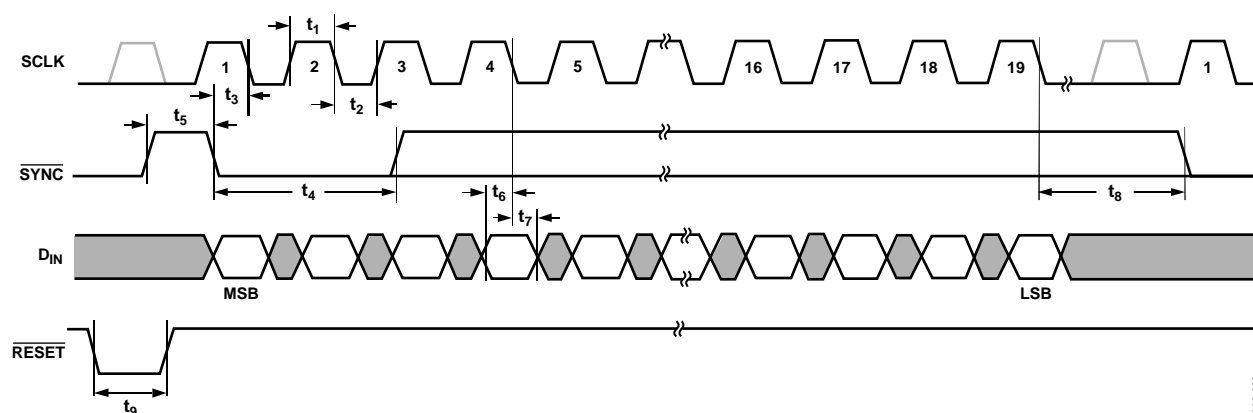 t1
SCLK
1
2
3
4
5
16
17
18
19
1
t3
t2
t5
SYNC
t4
t6
t8
t7
DIN
MSB
LSB
RESET
t9